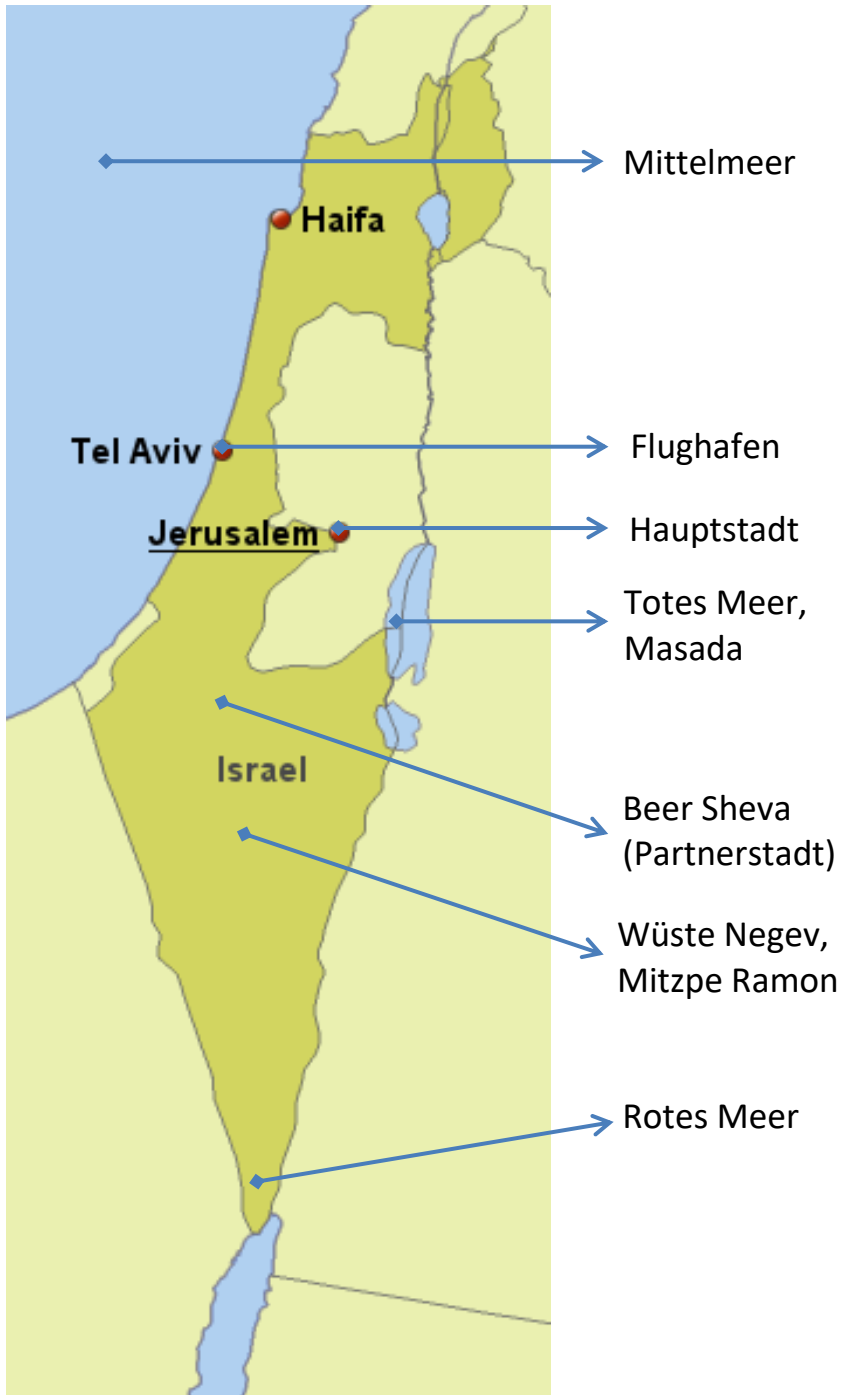 Mittelmeer
Haifa
Tel Aviv
Flughafen
Jerusalem
Hauptstadt
Totes Meer,
Masada
Israel
Beer Sheva
(Partnerstadt)
Wüste Negev,
Mitzpe Ramon
Rotes Meer